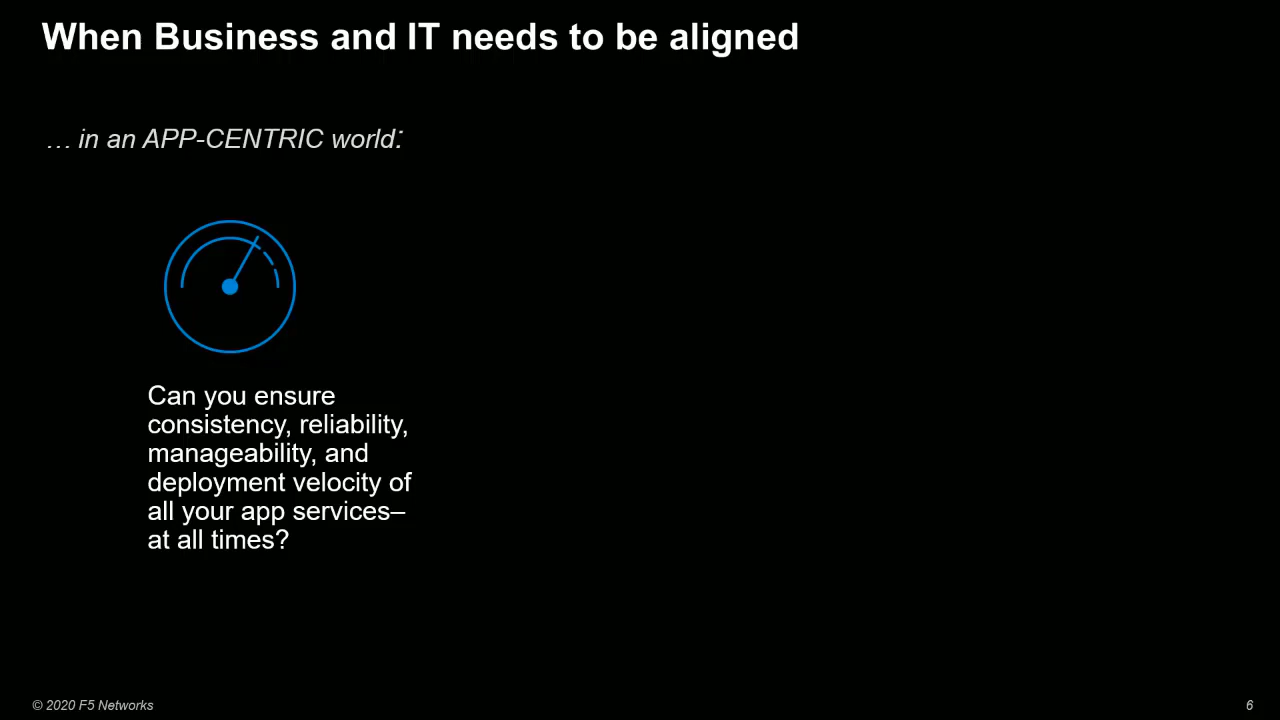 When Business and IT needs to be aligned
… in an APP-CENTRIC world:
Can you ensure
consistency, reliability,
manageability, and
deployment velocity of
all your app services–
at all times?
© 2020 F5 Networks
6